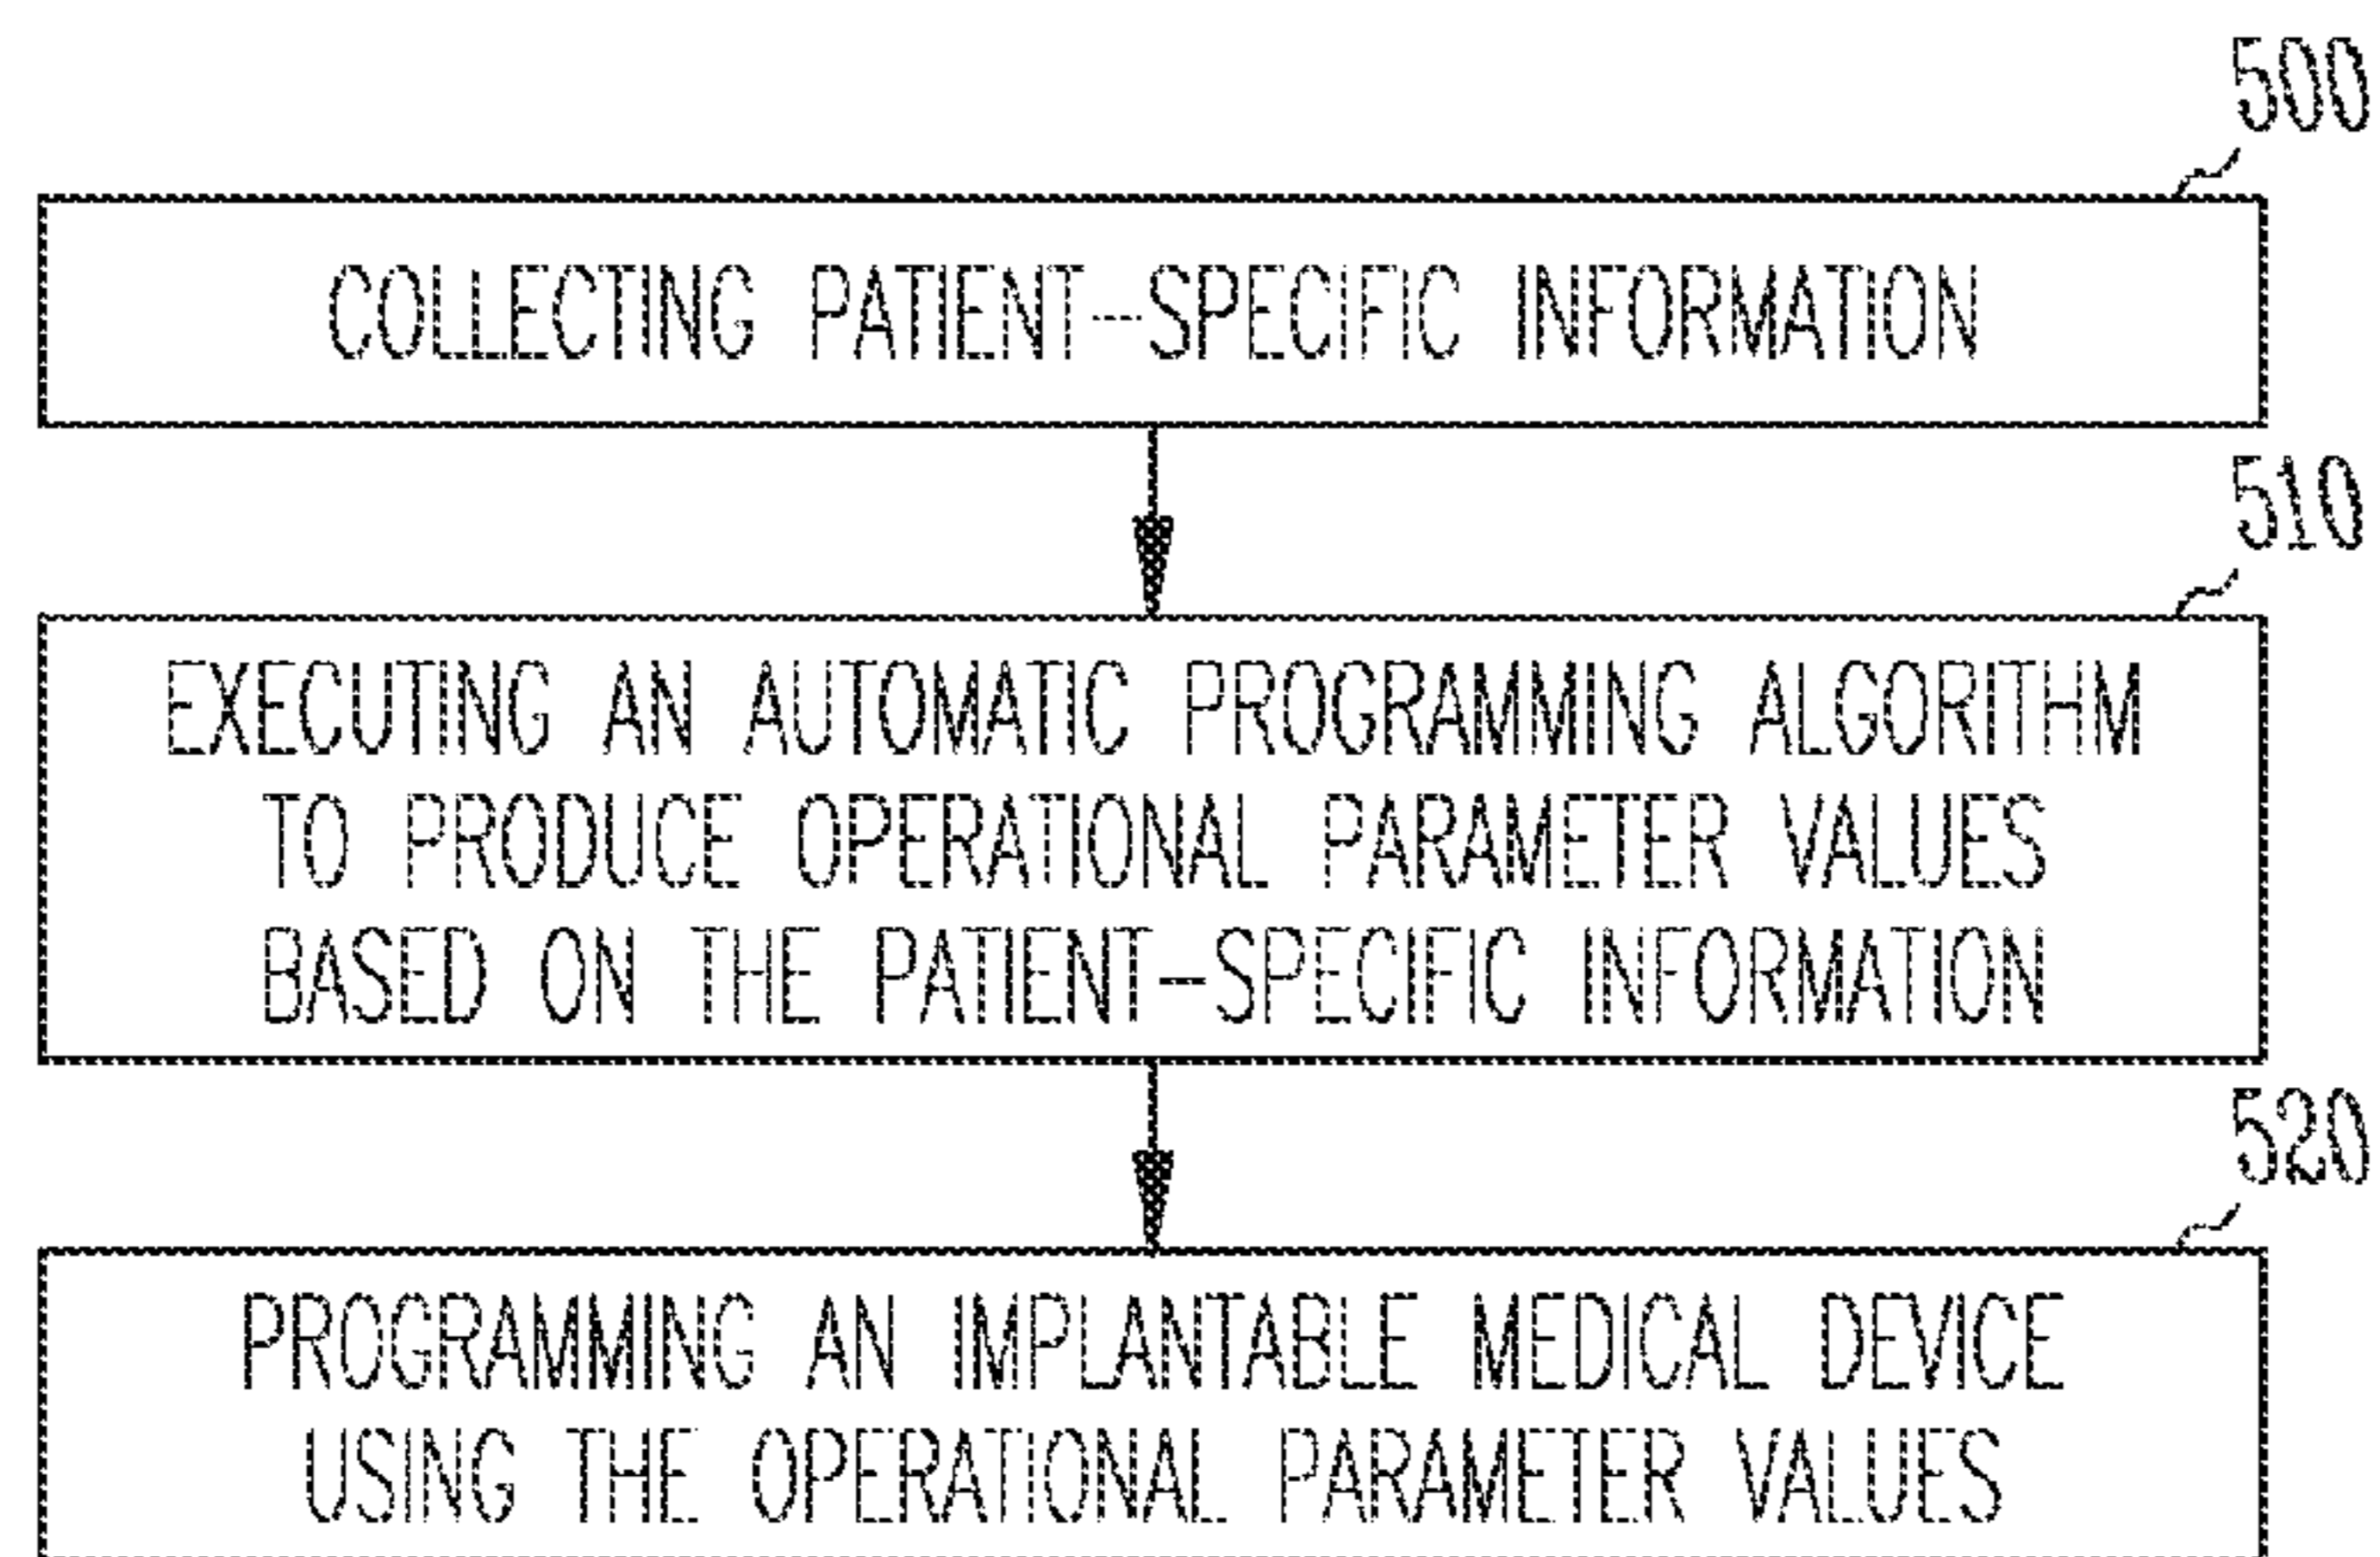 500
COLLECTING PATIENT-SPECIFIC INFORMATION
510
EXECUTING AN AUTOMATIC PROGRAMMING ALGORITHM
TO PRODUCE OPERATIONAL PARAMETER VALUES
BASED ON THE PATIENT-SPECIFIC INFORMATION
520
PROGRAMMING AN IMPLANTABLE MEDICAL DEVICE
USING THE OPERATIONAL PARAMETER VALUES